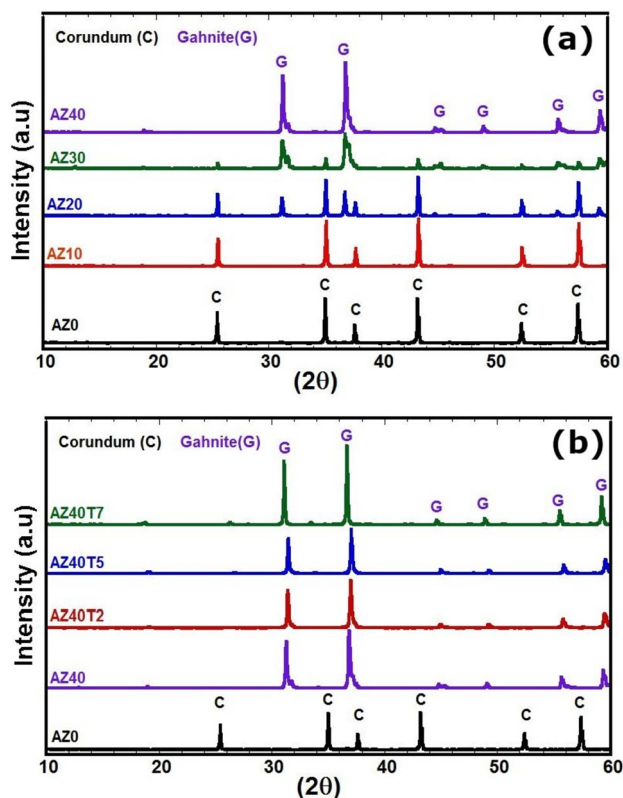 Corundum (C) Gahnite(G) (a)
G G
AZ40 G G G G
AZ30
AZ20
AZ10
C C C C C C
AZ0
Intensity (a.u)
10 20 30 40 50 60
(2θ)
Corundum (C) Gahnite(G) (b)
G G
AZ40T7 G G G G
AZ40T5
AZ40T2
AZ40
C C C C C C
AZ0
Intensity (a.u)
10 20 30 40 50 60
(2θ)